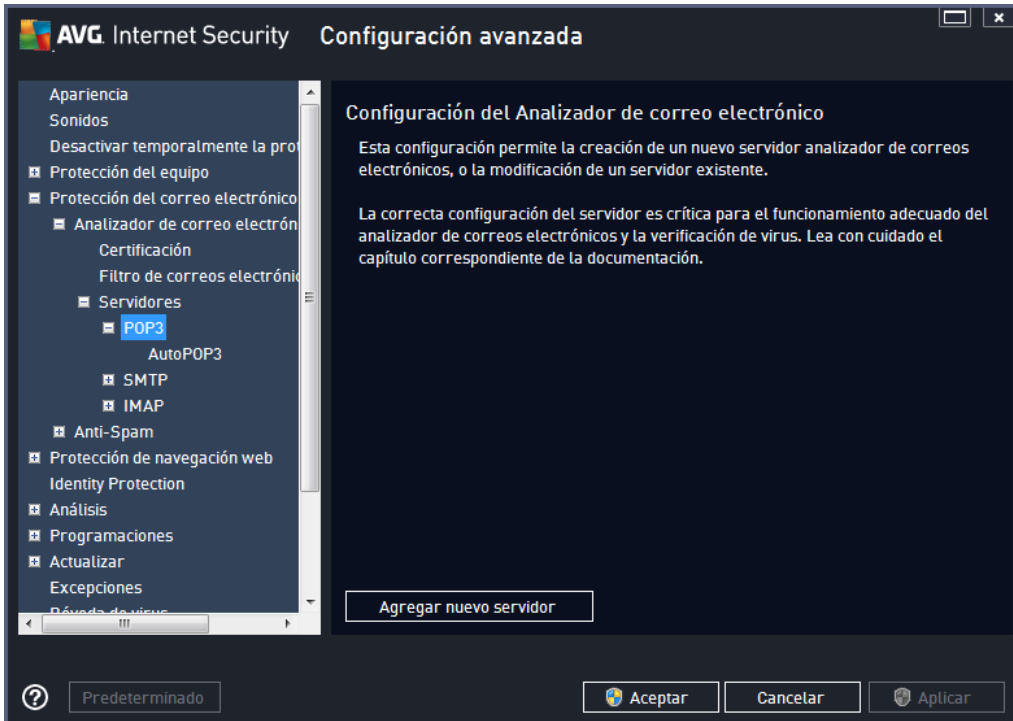 AVG. Internet Security
Configuración avanzada
Apariencia
Sonidos
Desactivar temporalmente la prot
Protección del equipo
Protección del correo electrónico
Analizador de correo electrón
Certificación
Filtro de correos electrónic
Servidores
POP3
AutoPOP3
SMTP
IMAP
Anti-Spam
Protección de navegación web
Identity Protection
Análisis
Programaciones
Actualizar
Excepciones
Bóveda de virus
Configuración del Analizador de correo electrónico
Esta configuración permite la creación de un nuevo servidor analizador de correos
electrónicos, o la modificación de un servidor existente.
La correcta configuración del servidor es crítica para el funcionamiento adecuado del
analizador de correos electrónicos y la verificación de virus. Lea con cuidado el
capítulo correspondiente de la documentación.
Agregar nuevo servidor
Predeterminado
Aceptar
Cancelar
Aplicar